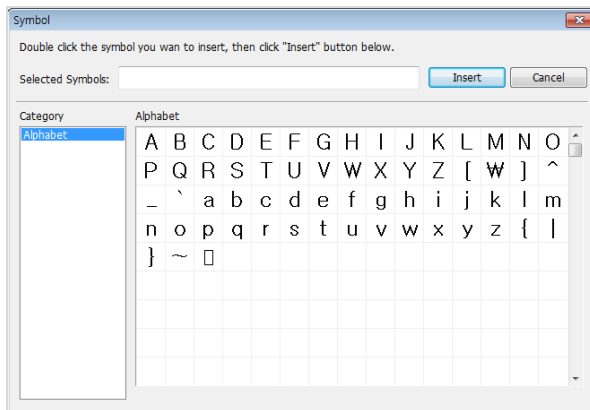 Symbol
Double click the symbol you wan to insert, then click "Insert" button below.
Selected Symbols: Insert Cancel
Category Alphabet
Alphabet
A B C D E F G H I J K L M N O
P Q R S T U V W X Y Z [ ₩ ] ^
_ ` a b c d e f g h i j k l m
n o p q r s t u v w x y z { |
} ~ ▯